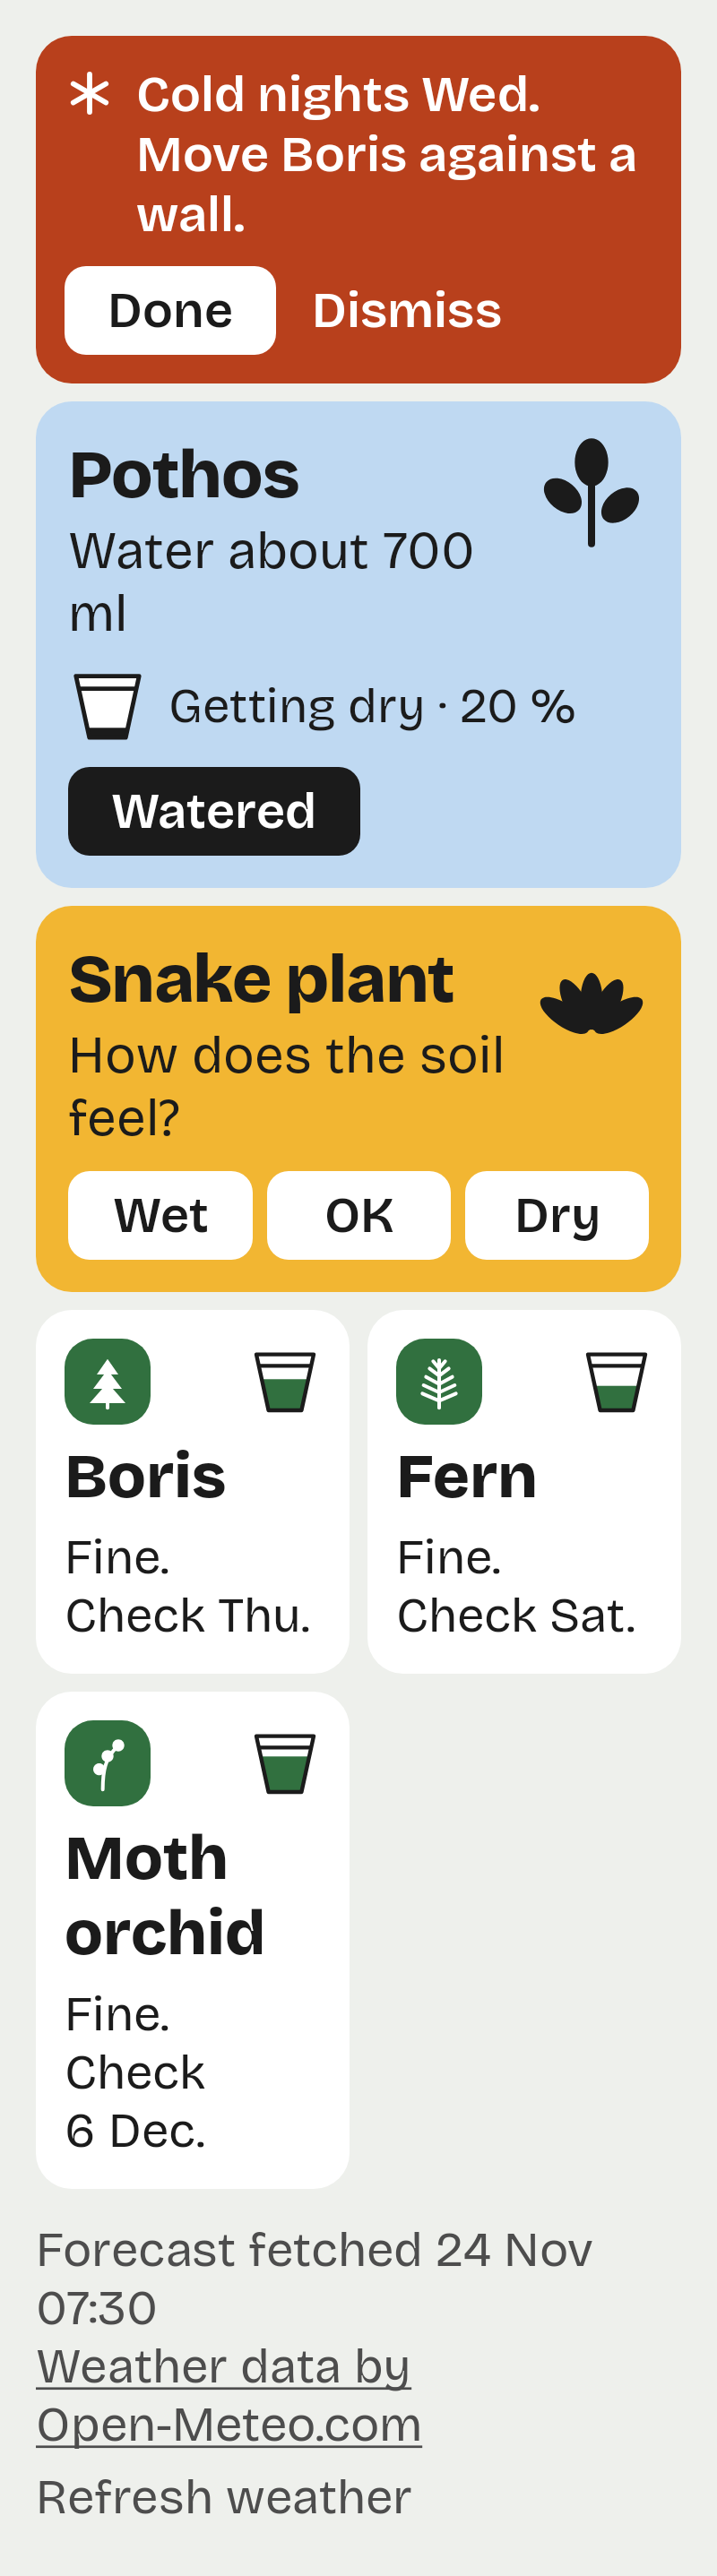 Cold nights Wed.
Move Boris against a
wall.
Done
Dismiss
Pothos
Water about 700
ml
Getting dry · 20 %
Watered
Snake plant
How does the soil
feel?
Wet
OK
Dry
Boris
Fine.
Check Thu.
Fern
Fine.
Check Sat.
Moth
orchid
Fine.
Check
6 Dec.
Forecast fetched 24 Nov
07:30
Weather data by
Open-Meteo.com
Refresh weather